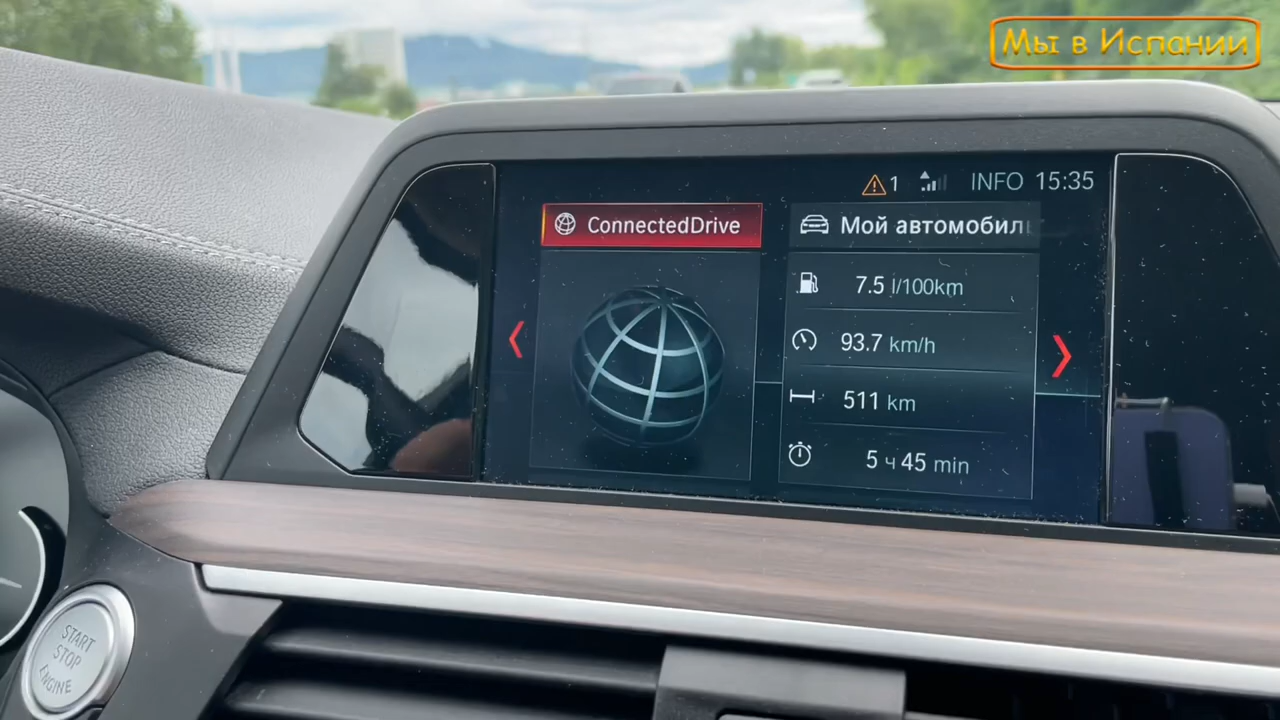 Мы в Испании
1 INFO 15:35
ConnectedDrive
Мой автомобил
7.5 l/100km
93.7 km/h
511 km
5 ч 45 min
START
STOP
ENGINE